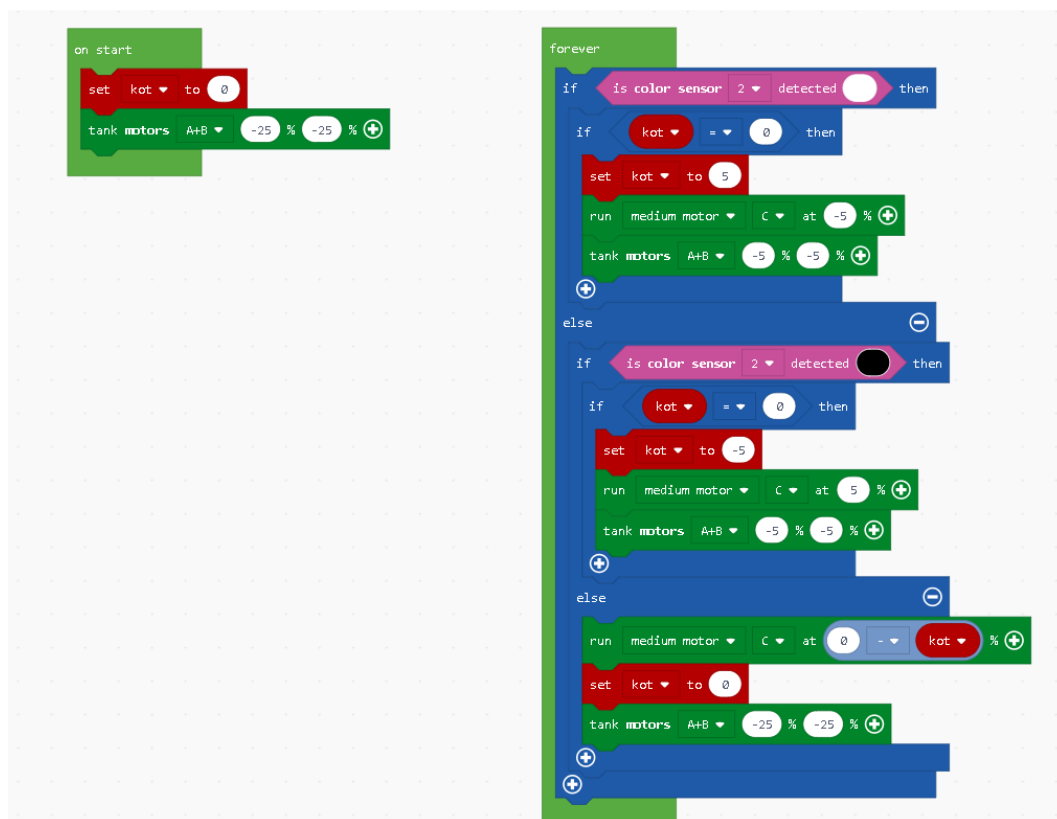 on start
set kot to 0
tank motors A+B -25 % -25 %
forever
if is color sensor 2 detected then
if kot = 0 then
set kot to 5
run medium motor C at -5 %
tank motors A+B -5 % -5 %
else
if is color sensor 2 detected then
if kot = 0 then
set kot to -5
run medium motor C at 5 %
tank motors A+B -5 % -5 %
else
run medium motor C at 0 - kot %
set kot to 0
tank motors A+B -25 % -25 %